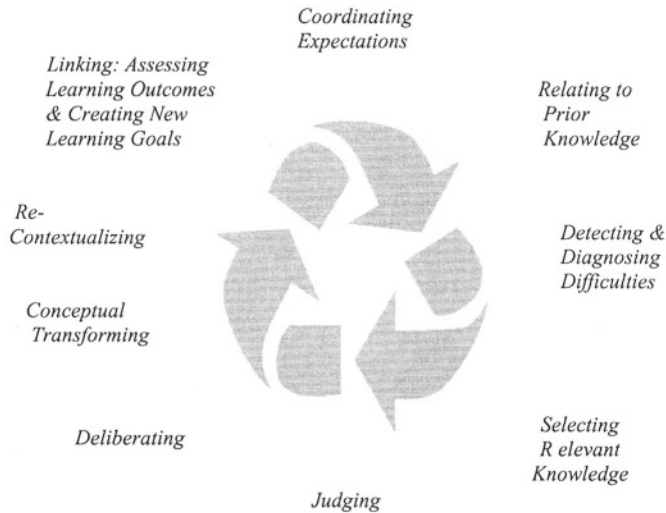 Coordinating
Expectations
Relating to
Prior
Knowledge
Detecting &
Diagnosing
Difficulties
Selecting
R elevant
Knowledge
Judging
Deliberating
Conceptual
Transforming
Re-
Contextualizing
Linking: Assessing
Learning Outcomes
& Creating New
Learning Goals